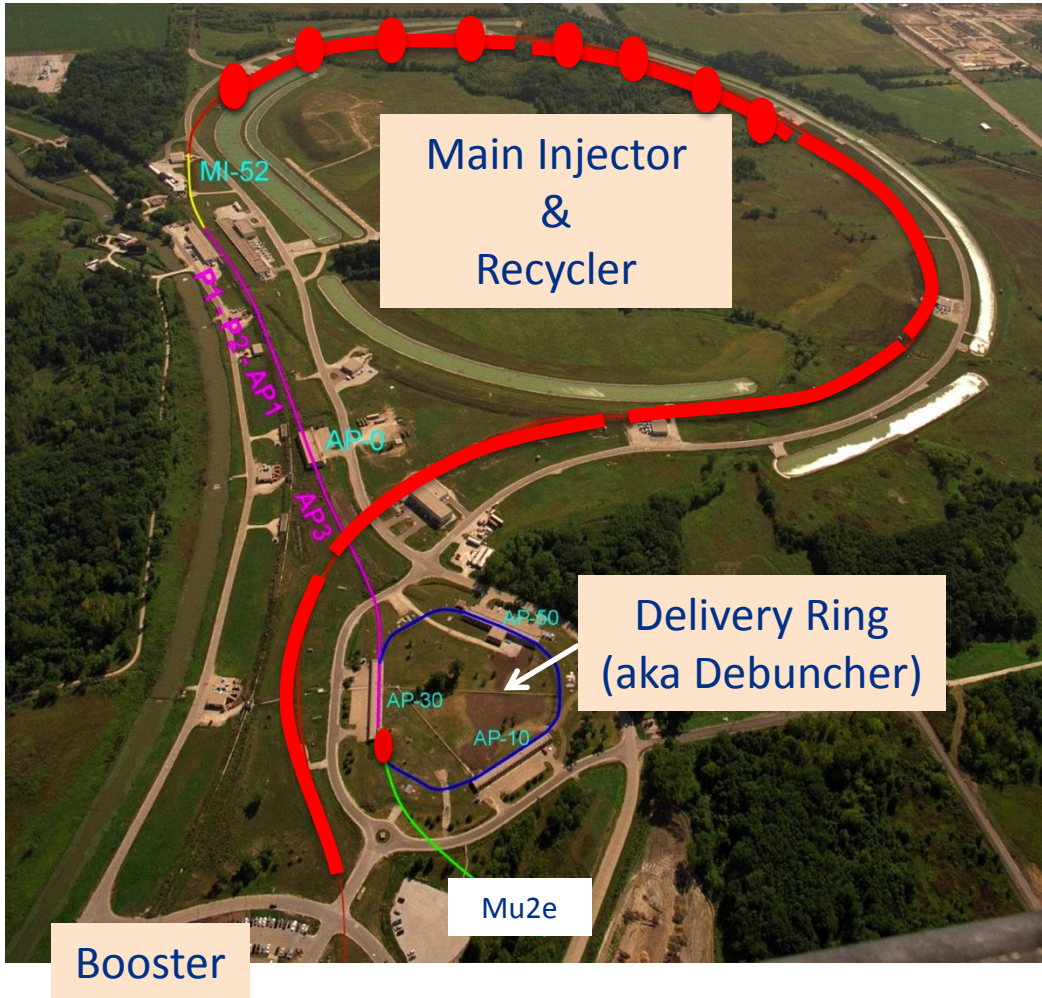 MI-52
Main Injector
&
Recycler
P1 - P2 - AP1
AP-0
AP3
Delivery Ring
(aka Debuncher)
AP-50
AP-30
AP-10
Mu2e
Booster